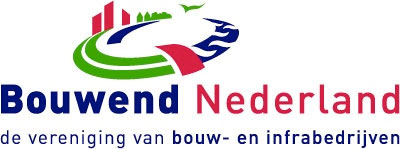 Bouwend Nederland
de vereniging van bouw- en infrabedrijven